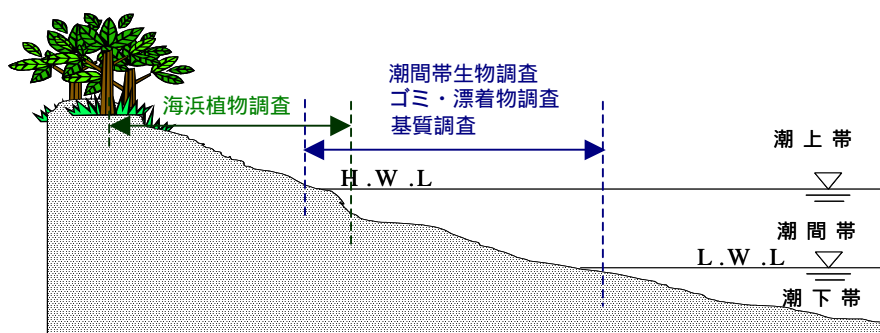 潮間帯生物調査
ゴミ・漂着物調査
基質調査
海浜植物調査
潮上帯
H.W.L
潮間帯
L.W.L
潮下帯